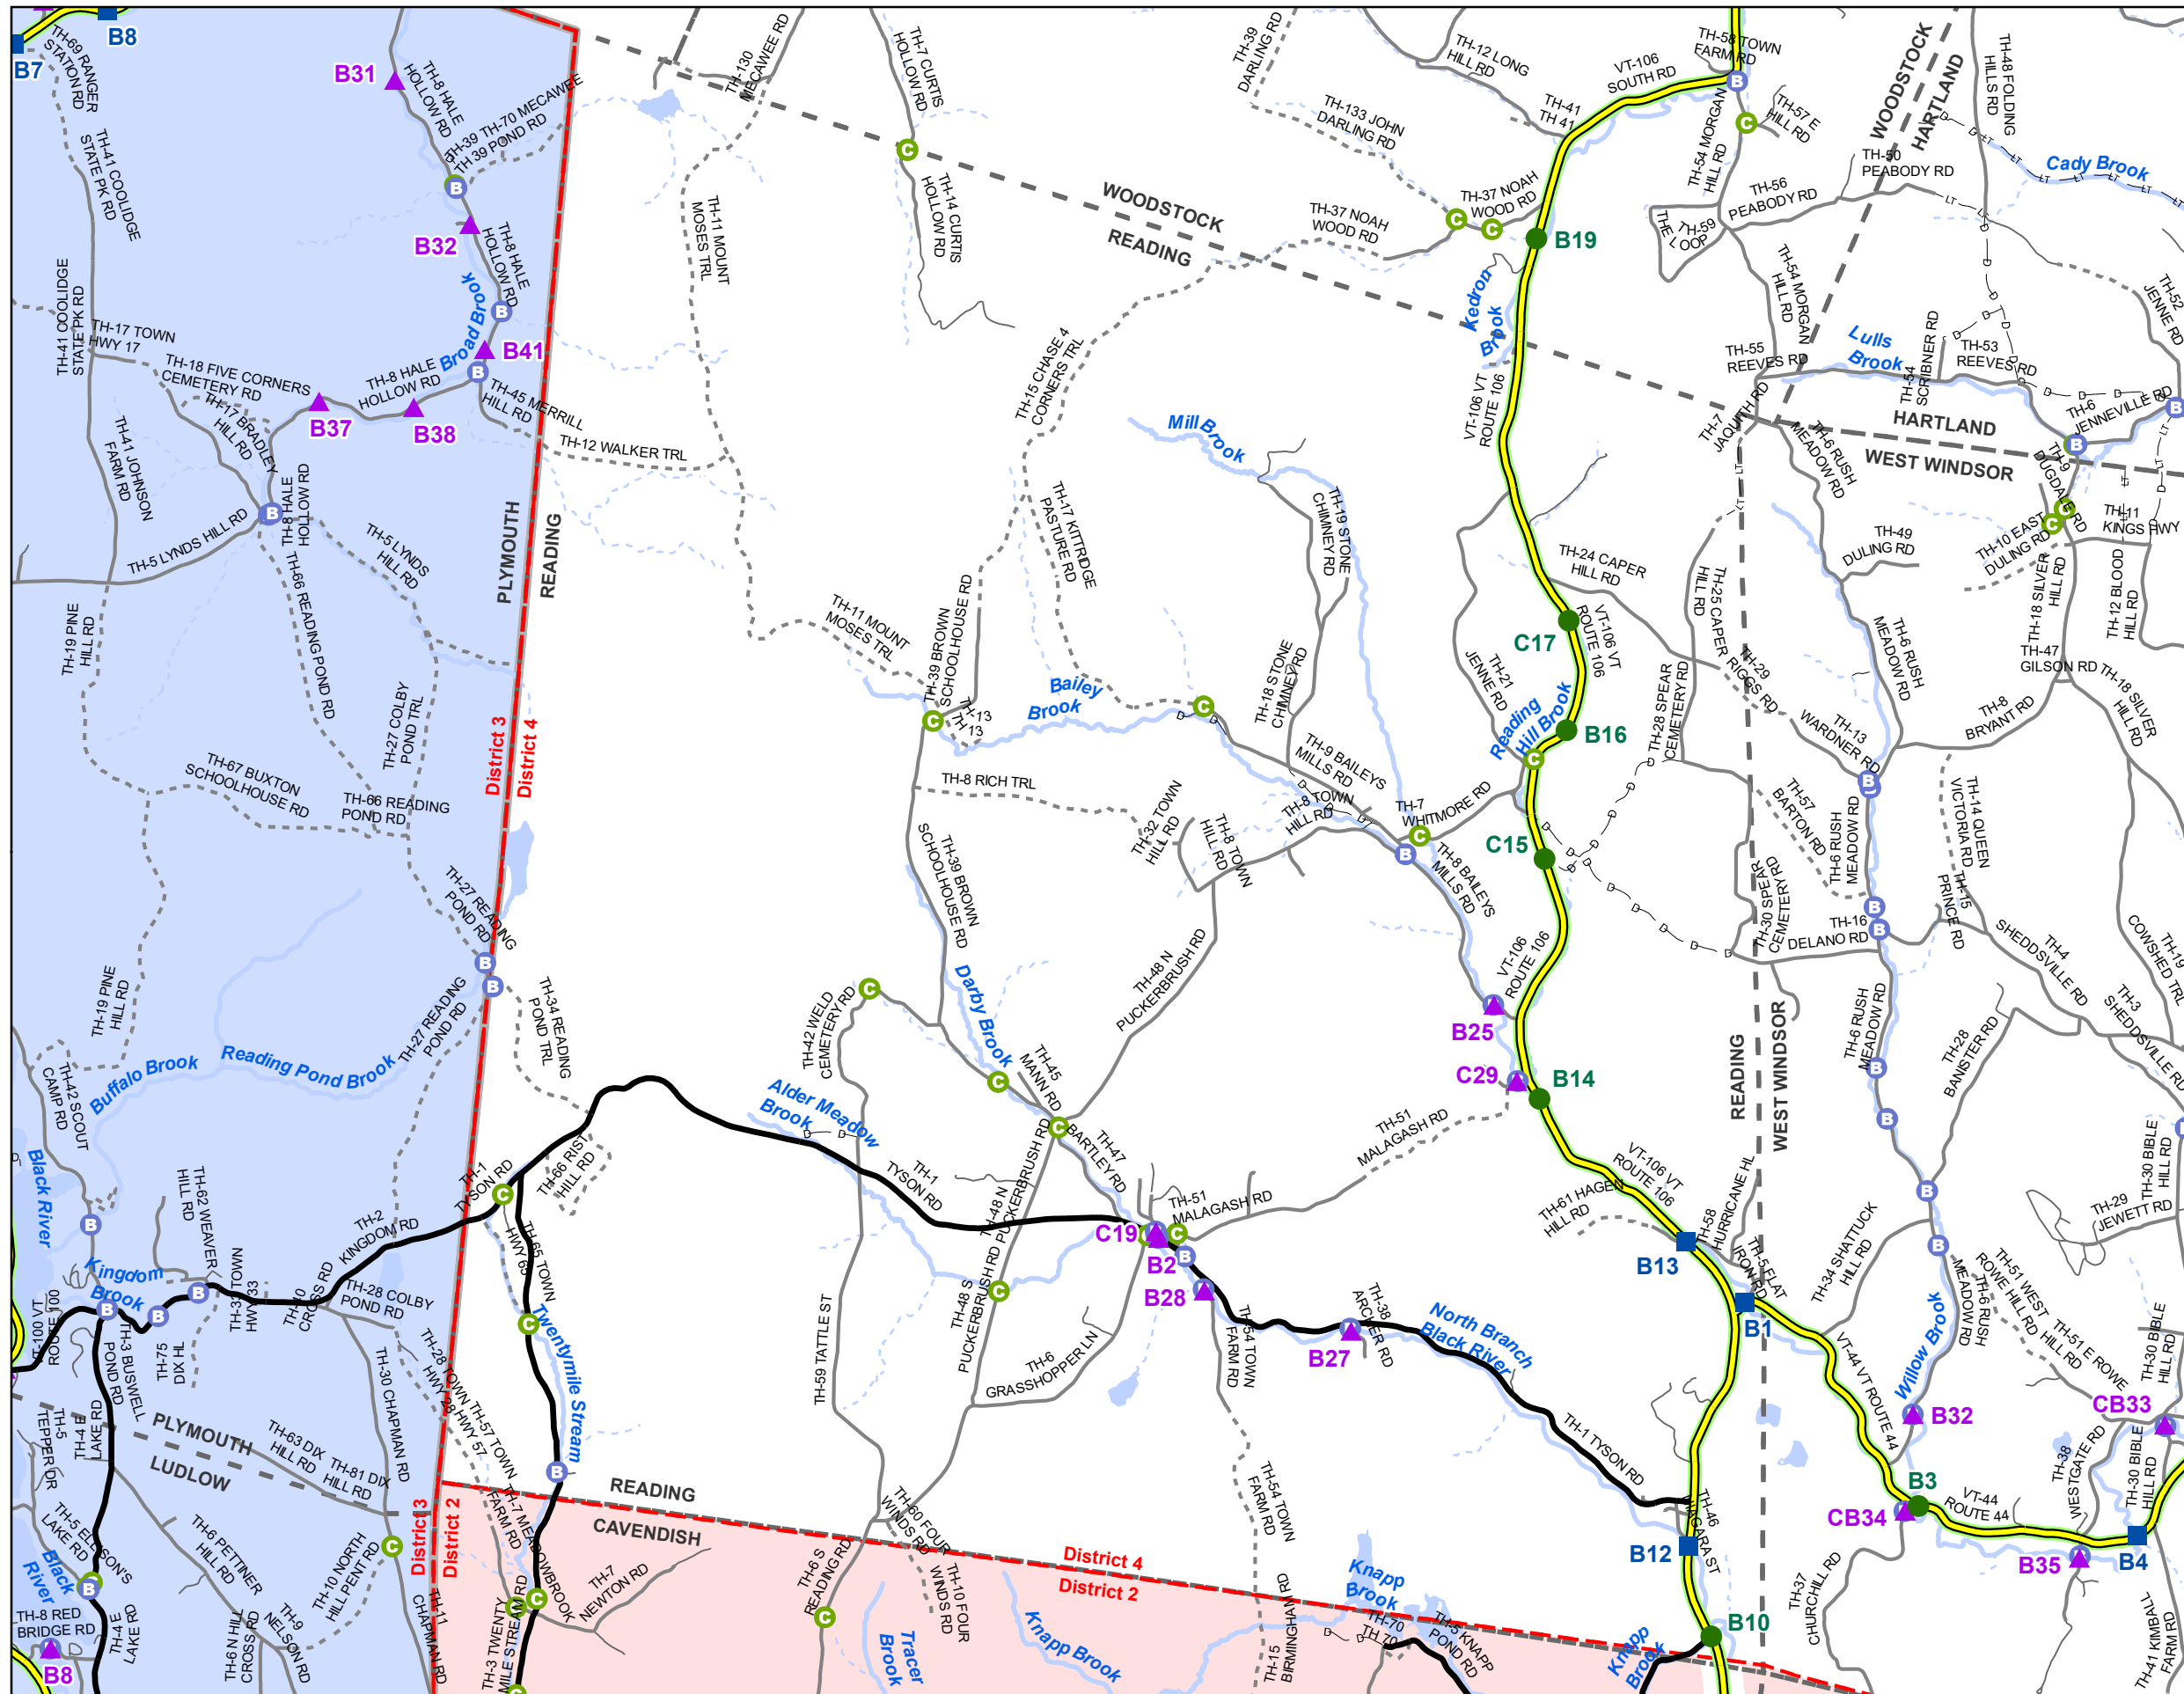 B8
B7
TH-69 RANGER
STATION RD
B31
TH-8 HALE
HOLLOW RD
TH-39 TH-70 MECAWEE
TH 39 POND RD
TH-130
MECAWEE RD
TH-7 CURTIS
HOLLOW RD
TH-39
DARLING RD
TH-12 LONG
HILL RD
TH-41
TH 41
VT-106
SOUTH RD
TH-58 TOWN
FARM RD
TH-57 E
HILL RD
TH-54 MORGAN
HILL RD
WOODSTOCK
HARTLAND
TH-48 FOLDING
HILLS RD
Cady Brook
TH-50
PEABODY RD
TH-56
PEABODY RD
TH-59
THE LOOP
TH-133 JOHN
DARLING RD
TH-37 NOAH
WOOD RD
TH-37 NOAH
WOOD RD
B19
WOODSTOCK
READING
TH-14 CURTIS
HOLLOW RD
TH-11 MOUNT
MOSES TRL
TH-41 COOLIDGE
STATE PK RD
B32
TH-8 HALE
HOLLOW RD
Broad Brook
B41
TH-41 COOLIDGE
STATE PK RD
TH-17 TOWN
HWY 17
TH-18 FIVE CORNERS
CEMETERY RD
TH-8 HALE
HOLLOW RD
TH-45 MERRILL
HILL RD
B37
B38
TH-17 BRADLEY
HILL RD
TH-12 WALKER TRL
TH-15 CHASE 4
CORNERS TRL
Kedron
Brook
VT-106 VT
ROUTE 106
TH-54 MORGAN
HILL RD
TH-55
REEVES RD
Lulls
Brook
TH-54
SCRIBNER RD
TH-53
REEVES RD
TH-52
JENNE RD
TH-6
JENNEVILLE RD
HARTLAND
WEST WINDSOR
TH-7
JAQUITH RD
TH-6 RUSH
MEADOW RD
TH-9
DUGDALE RD
TH-10 EAST
DULING RD
TH-11
KINGS HWY
TH-49
DULING RD
TH-41 JOHNSON
FARM RD
TH-8 HALE
HOLLOW RD
TH-5 LYNDS HILL RD
TH-5 LYNDS
HILL RD
TH-66 READING POND RD
PLYMOUTH
READING
Mill Brook
TH-17 KITTRIDGE
PASTURE RD
TH-19 STONE
CHIMNEY RD
TH-24 CAPER
HILL RD
TH-25 CAPER
HILL RD
TH-18 SILVER
HILL RD
TH-12 BLOOD
HILL RD
TH-19 PINE
HILL RD
TH-11 MOUNT
MOSES TRL
TH-39 BROWN
SCHOOLHOUSE RD
C17
VT-106 VT
ROUTE 106
TH-21
JENNE RD
TH-18 STONE
CHIMNEY RD
TH-29
RIGGS RD
TH-6 RUSH
MEADOW RD
TH-47
GILSON RD
TH-18 SILVER
HILL RD
TH-8
BRYANT RD
TH-13
WARDNER RD
TH-28 SPEAR
CEMETERY RD
Bailey
Brook
TH-13
TH 13
Reading
Hill Brook
B16
TH-27 COLBY
POND TRL
District 3
District 4
TH-67 BUXTON
SCHOOLHOUSE RD
TH-66 READING
POND RD
TH-8 RICH TRL
TH-9 BAILEYS
MILLS RD
TH-7
WHITMORE RD
TH-8 TOWN
HILL RD
TH-32 TOWN
HILL RD
TH-8 TOWN
HILL RD
C15
TH-57
BARTON RD
TH-6 RUSH
MEADOW RD
TH-14 QUEEN
VICTORIA RD
TH-15
PRINCE RD
TH-8 BAILEYS
MILLS RD
TH-39 BROWN
SCHOOLHOUSE RD
TH-27 READING
POND RD
TH-30 SPEAR
CEMETERY RD
TH-16
DELANO RD
TH-4
SHEDDSVILLE RD
TH-19
COWSHED TRL
TH-3
SHEDDSVILLE RD
TH-48 N
PUCKERBRUSH RD
VT-106
ROUTE 106
B25
TH-19 PINE
HILL RD
TH-27 READING
POND RD
TH-34 READING
POND TRL
TH-42 WELD
CEMETERY RD
Darby Brook
TH-45
MANN RD
C29
B14
READING
WEST WINDSOR
TH-6 RUSH
MEADOW RD
TH-28
BANISTER RD
Reading Pond Brook
Buffalo Brook
TH-42 SCOUT
CAMP RD
Alder Meadow
Brook
TH-47
BARTLEY RD
TH-51
MALAGASH RD
VT-106 VT
ROUTE 106
Black River
TH-62 WEAVER
HILL RD
TH-1
TYSON RD
TH-66 RIST
HILL RD
TH-1
TYSON RD
TH-48 N
PUCKERBRUSH RD
TH-51
MALAGASH RD
TH-61 HAGEN
HILL RD
TH-58
HURRICANE HL
TH-30 BIBLE
HILL RD
TH-29
JEWETT RD
TH-2
KINGDOM RD
C19
B2
B28
B13
TH-5 FLAT
IRON RD
TH-34 SHATTUCK
HILL RD
TH-51 WEST
ROWE HILL RD
TH-6 RUSH
MEADOW RD
Kingdom
Brook
VT-100 VT
ROUTE 100
TH-33 TOWN
HWY 33
TH-40
CROSS RD
TH-28 COLBY
POND RD
TH-65 TOWN
HWY 65
Twentymile Stream
TH-48 S
PUCKERBRUSH RD
TH-59 TATTLE ST
TH-6
GRASSHOPPER LN
TH-54 TOWN
FARM RD
B27
TH-38
ARCHER RD
North Branch
Black River
B1
VT-44 VT ROUTE 44
Willow Brook
TH-51 E ROWE
HILL RD
TH-30 BIBLE
HILL RD
TH-3 BUSWELL
POND RD
TH-75
DIX HL
TH-28 TOWN
HWY 28
TH-57 TOWN
HWY 57
TH-30 CHAPMAN RD
TH-5
TEPPER DR
TH-4 E
LAKE RD
PLYMOUTH
LUDLOW
TH-63 DIX
HILL RD
TH-81 DIX
HILL RD
B32
CB33
TH-1 TYSON RD
TH-38
WESTGATE RD
TH-30 BIBLE
HILL RD
TH-5 ELLISON'S
LAKE RD
TH-6 PETTINER
HILL RD
TH-10 NORTH
HILL PENT RD
District 3
District 2
TH-7 MEADOWBROOK
FARM RD
READING
CAVENDISH
TH-60 FOUR
WINDS RD
TH-54 TOWN
FARM RD
TH-46
NIAGARA ST
B3
CB34
VT-44
ROUTE 44
B35
B4
B12
District 4
District 2
Black
River
TH-8 RED
BRIDGE RD
B8
TH-4 E
LAKE RD
TH-6 N HILL
CROSS RD
TH-9
NELSON RD
TH-11
CHAPMAN RD
TH-3 TWENTY
MILE STREAM RD
TH-7
NEWTON RD
TH-6 S
READING RD
TH-10 FOUR
WINDS RD
Tracer
Brook
Knapp Brook
TH-15
BIRMINGHAM RD
Knapp
Brook
TH-70
TH 70
TH-5 KNAPP
POND RD
Knapp
Brook
B10
TH-37
CHURCHILL RD
TH-41 KIMBALL
FARM RD